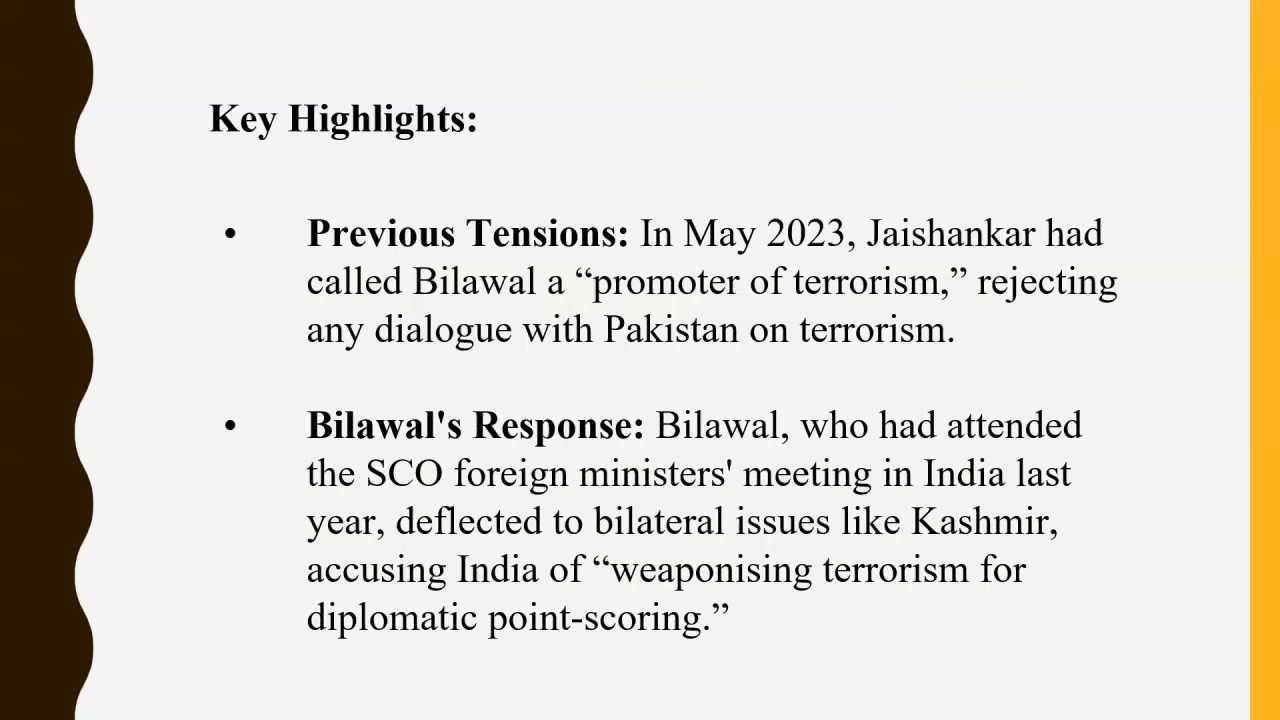 Key Highlights:
• Previous Tensions: In May 2023, Jaishankar had
called Bilawal a “promoter of terrorism,” rejecting
any dialogue with Pakistan on terrorism.
• Bilawal's Response: Bilawal, who had attended
the SCO foreign ministers' meeting in India last
year, deflected to bilateral issues like Kashmir,
accusing India of “weaponising terrorism for
diplomatic point-scoring.”